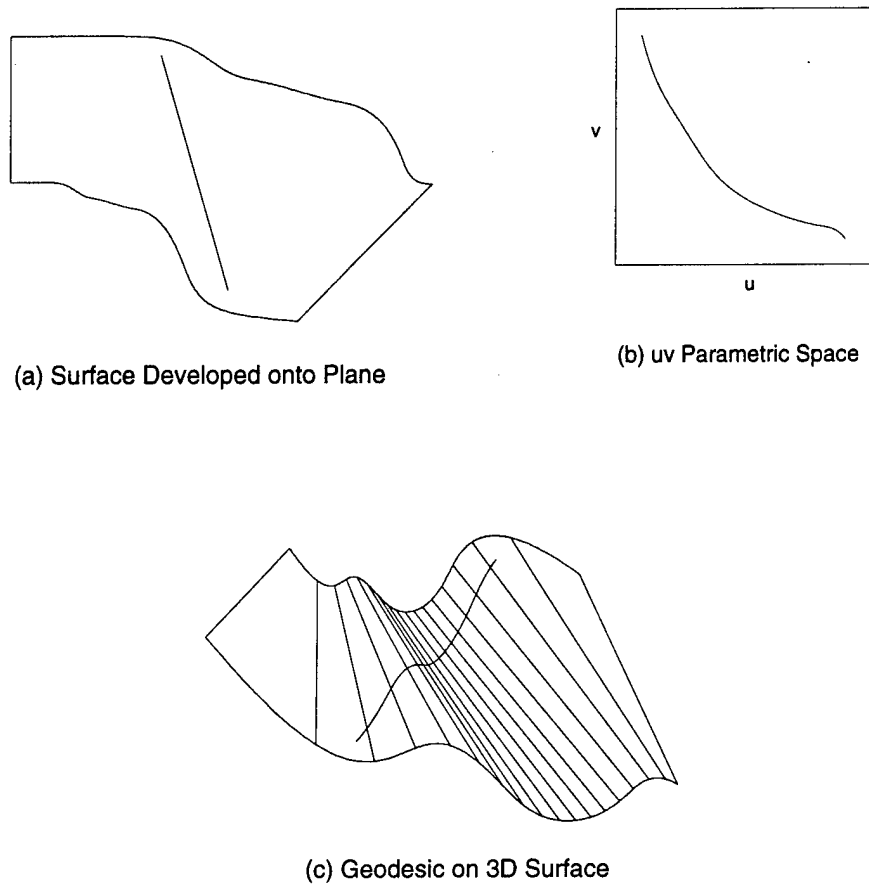 v
u
(a) Surface Developed onto Plane
(b) uv Parametric Space
(c) Geodesic on 3D Surface